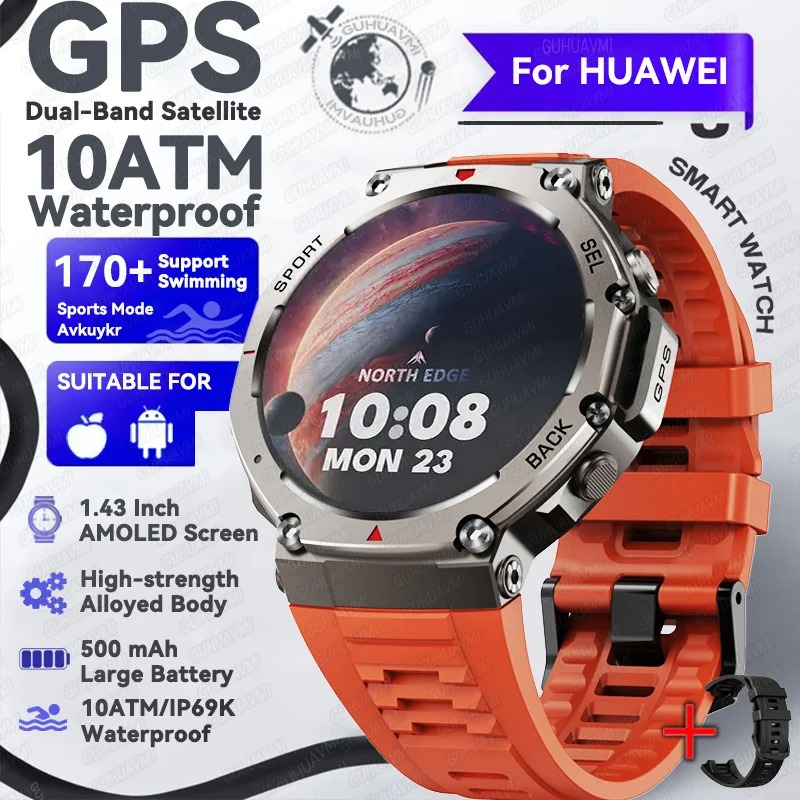 GPS
Dual-Band Satellite
10ATM
Waterproof
170+ Support
Swimming
Sports Mode
Avkuykr
SUITABLE FOR
1.43 Inch
AMOLED Screen
High-strength
Alloyed Body
500 mAh
Large Battery
10ATM/IP69K
Waterproof
GUHUAVMI
GUHUAVMI
For HUAWEI
SMART WATCH
SPORT
SEL
GPS
BACK
NORTH EDGE
10:08
MON 23
GUHUAVMI